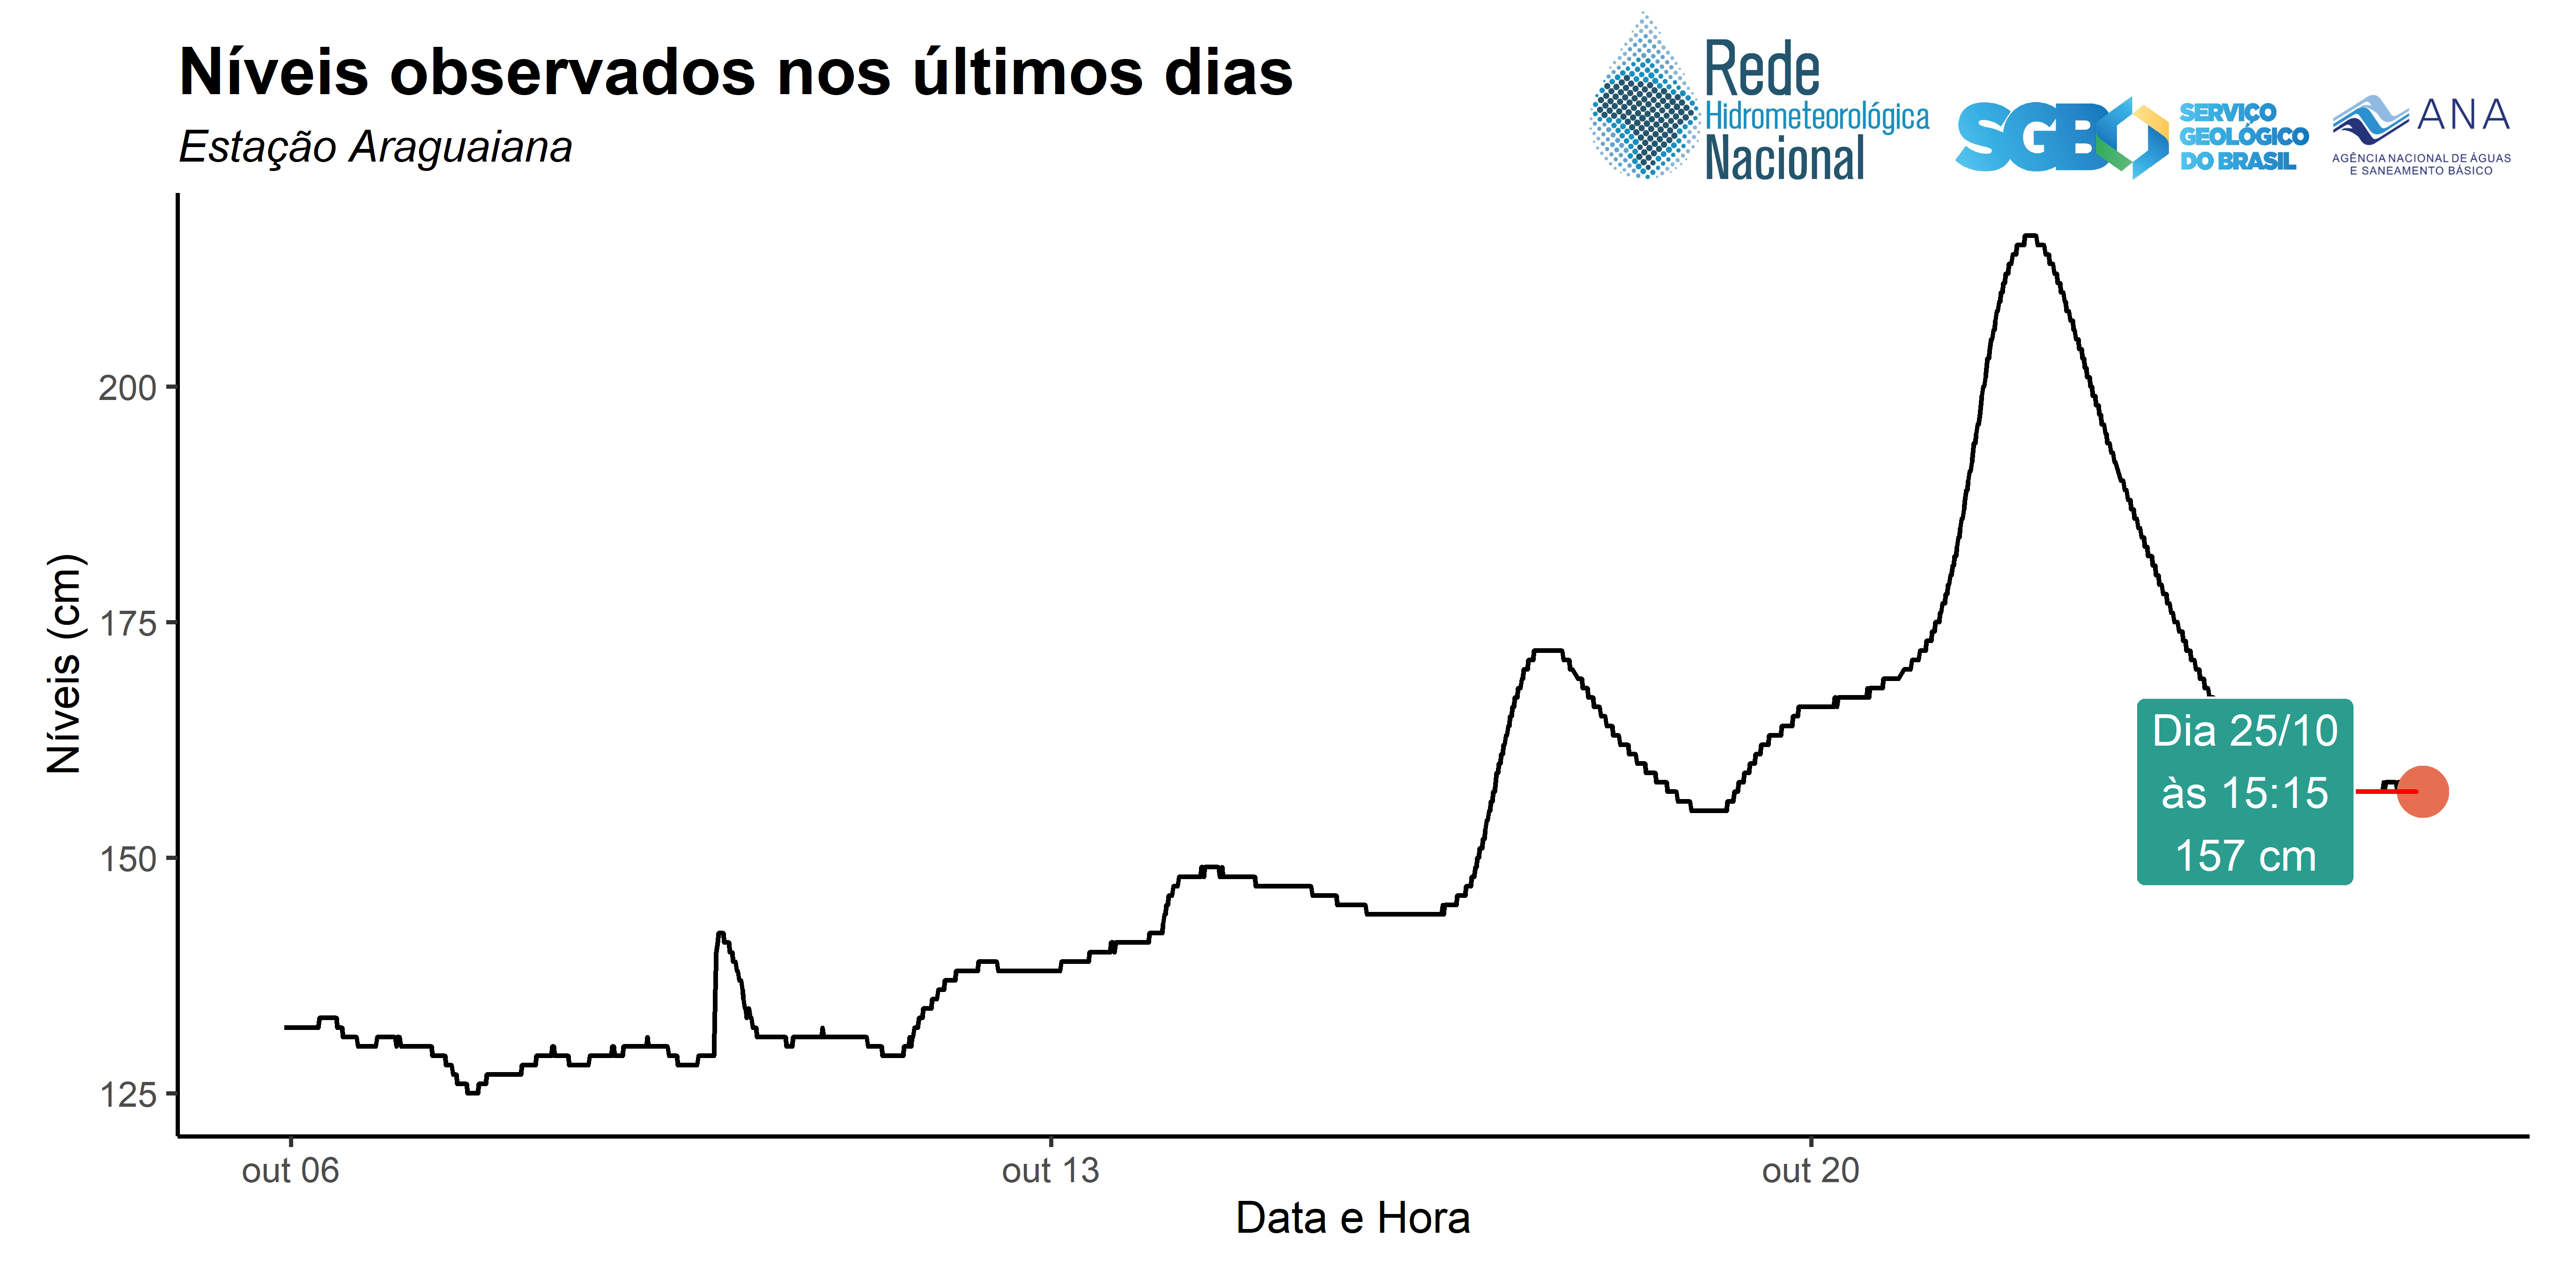 Níveis observados nos últimos dias
Estação Araguaiana
Rede
Hidrometeorológica
Nacional
SGB
SERVIÇO
GEOLÓGICO
DO BRASIL
ANA
AGÊNCIA NACIONAL DE ÁGUAS
E SANEAMENTO BÁSICO
Níveis (cm)
200
175
150
125
Dia 25/10
às 15:15
157 cm
out 06
out 13
out 20
Data e Hora